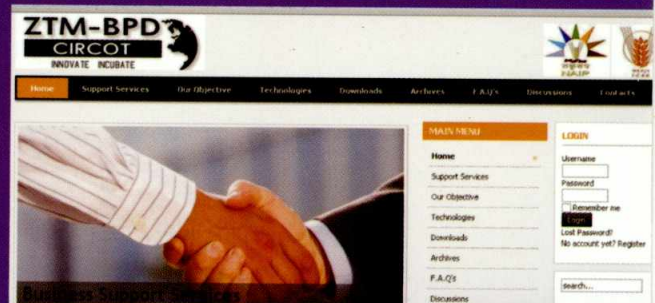 ZTM-BPD
CIRCOT
INNOVATE INCUBATE
NAIP
Home Support Services Our Objective Technologies Downloads Archives F.A.Q's Discussions Contacts
MAIN MENU
Home
Support Services
Our Objective
Technologies
Downloads
Archives
F.A.Q's
Discussions
LOGIN
Username
Password
Remember me
Login
Lost Password?
No account yet? Register
search...
Business Support Services